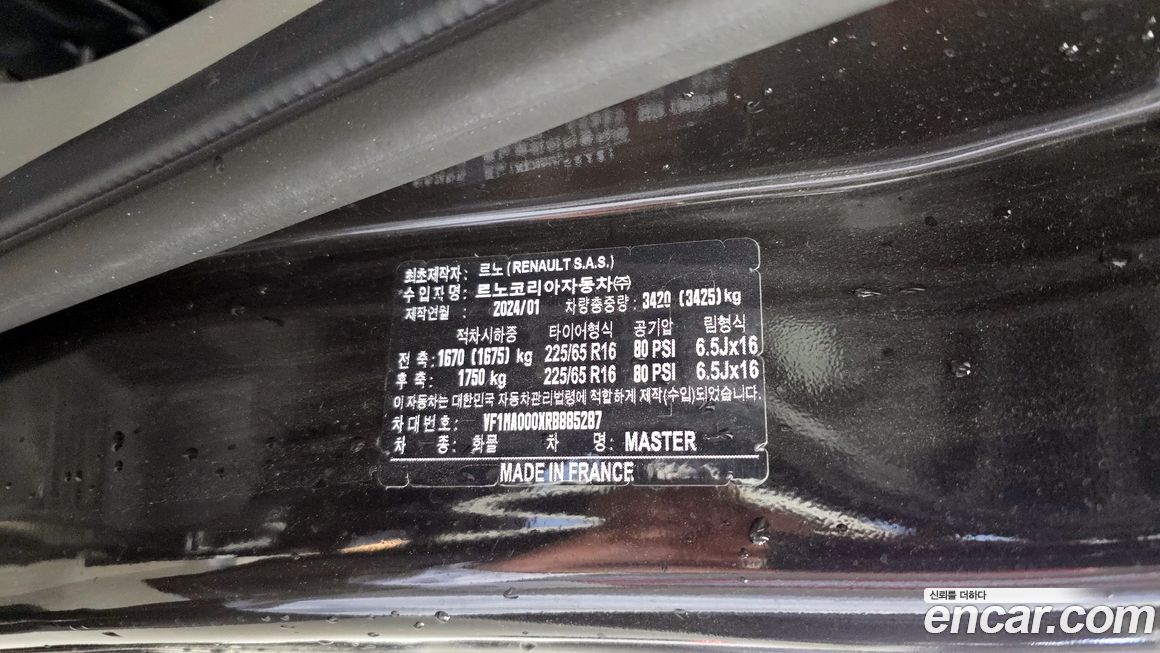 최초제작자: 르노 (RENAULT S.A.S.)
수 입 자 명: 르노코리아자동차㈜
제작연월 : 2024/01 차량총중량 : 3420 (3425) kg
적차시하중 타이어형식 공기압 림형식
전 축 : 1670 (1675) kg 225/65 R16 80 PSI 6.5Jx16
후 축 : 1750 kg 225/65 R16 80 PSI 6.5Jx16
이 자동차는 대한민국 자동차관리법령에 적합하게 제작(수입)되었습니다.
차 대 번 호 : VF1MA000XRB885287
차 종 : 화물 차 명 : MASTER
MADE IN FRANCE
신뢰를 더하다
encar.com